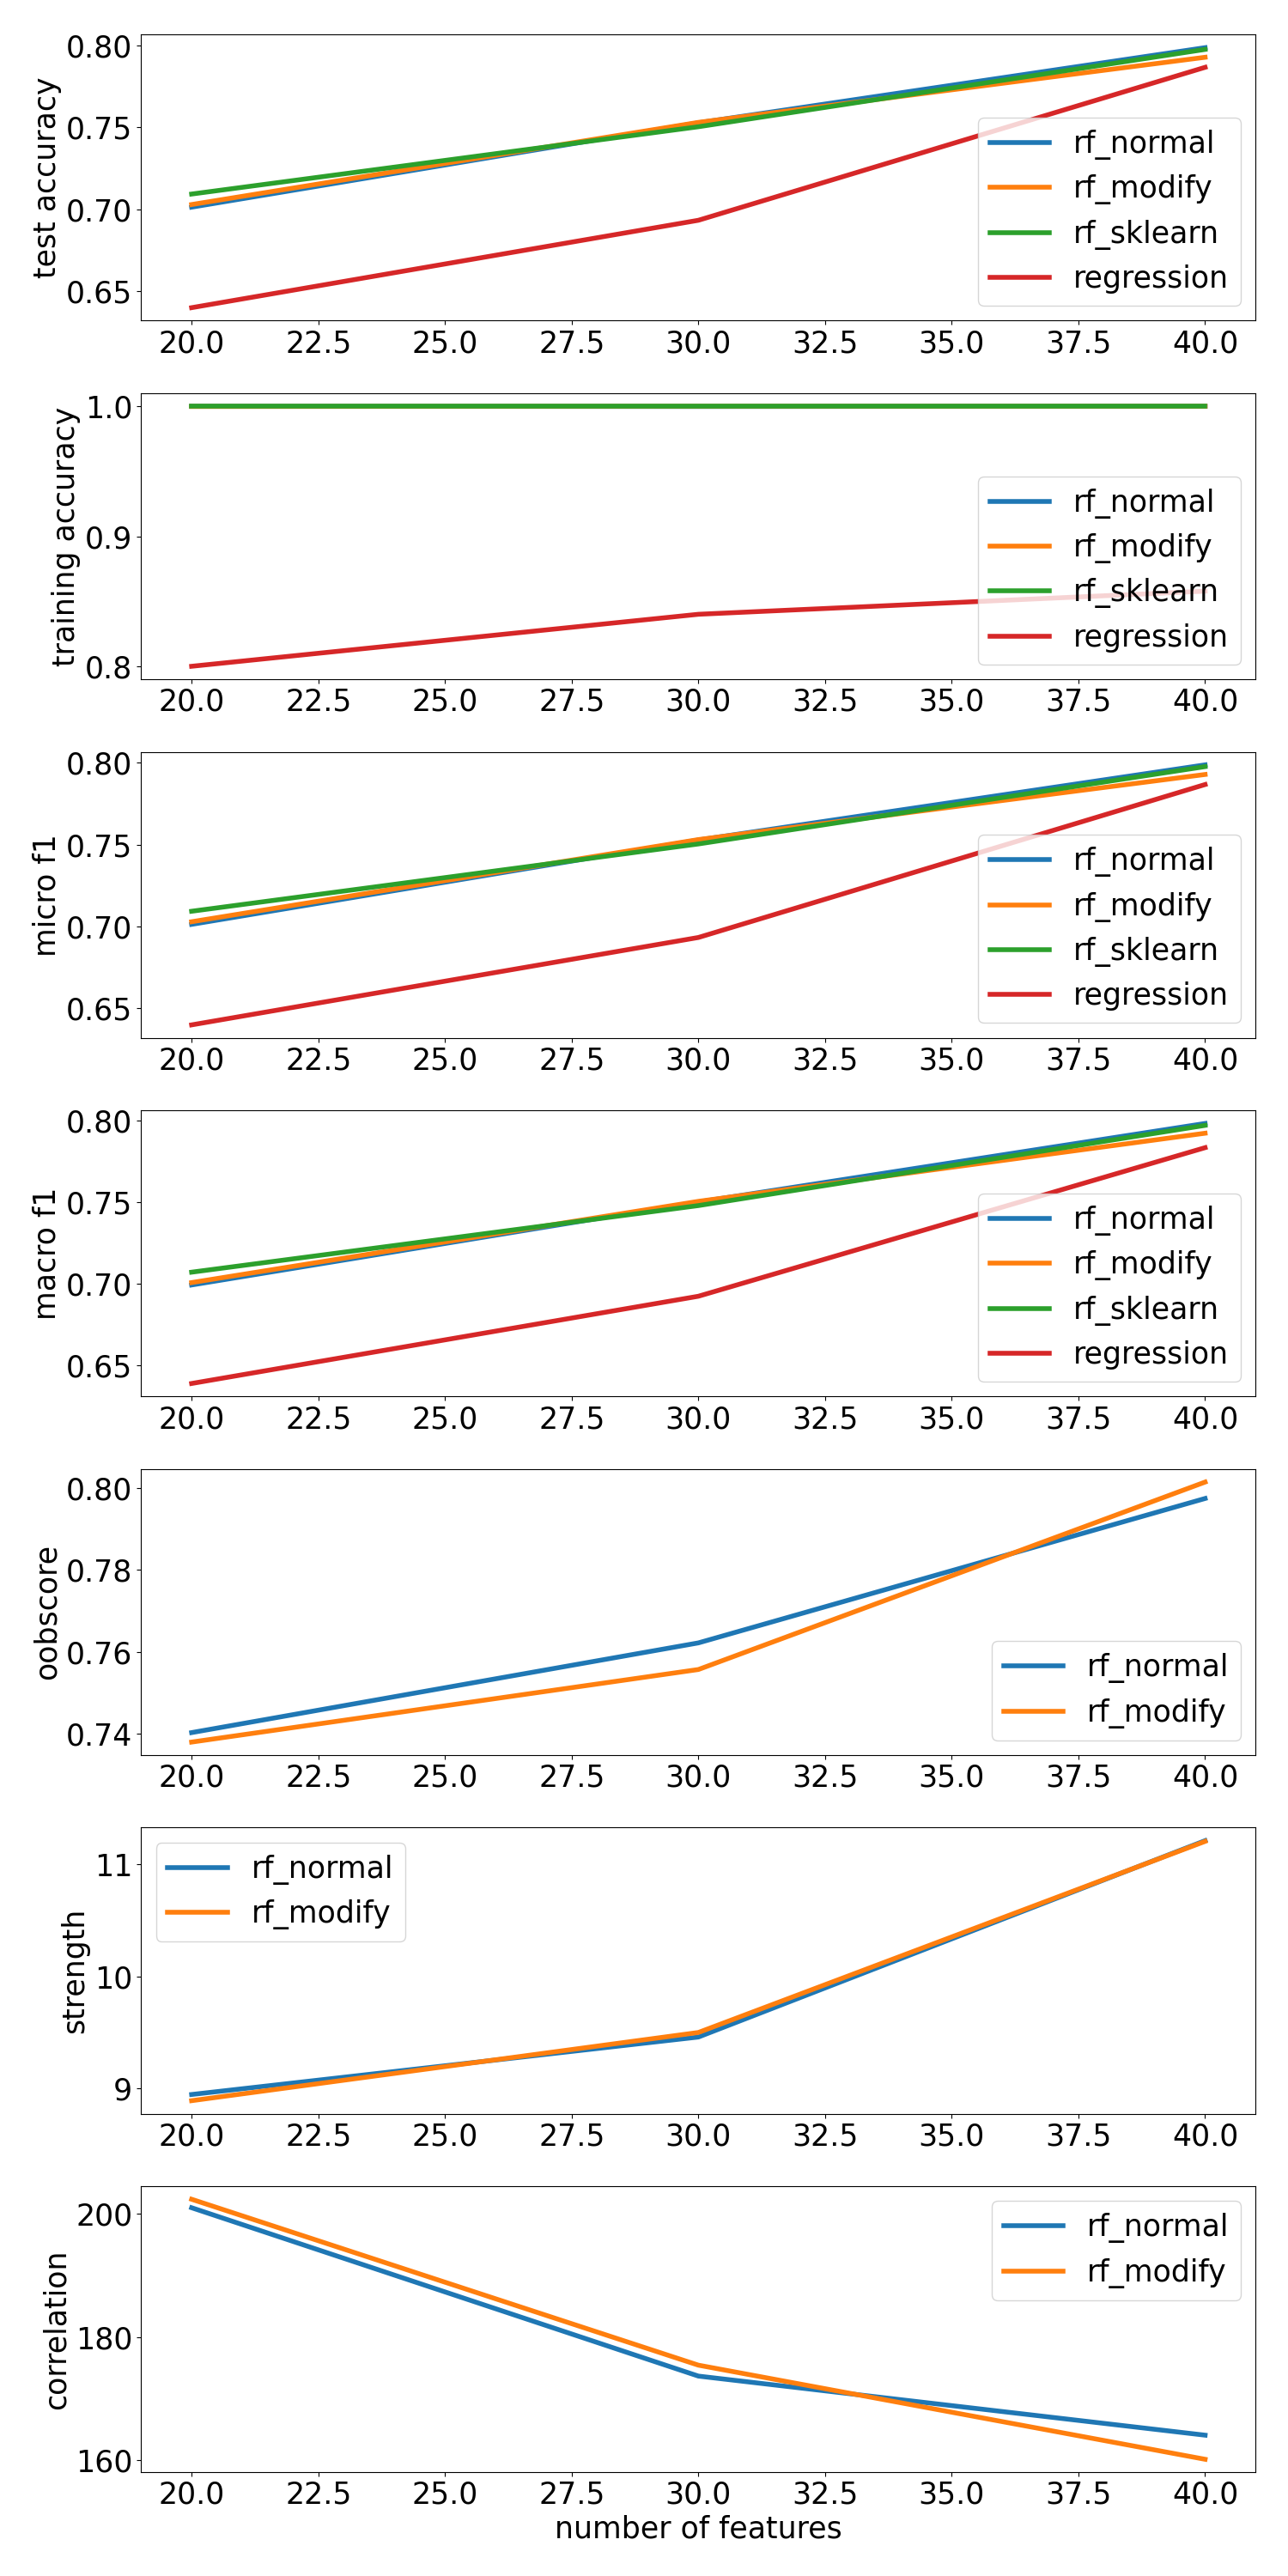 test accuracy
0.80
0.75
0.70
0.65
rf_normal
rf_modify
rf_sklearn
regression
20.0 22.5 25.0 27.5 30.0 32.5 35.0 37.5 40.0
training accuracy
1.0
0.9
0.8
rf_normal
rf_modify
rf_sklearn
regression
20.0 22.5 25.0 27.5 30.0 32.5 35.0 37.5 40.0
micro f1
0.80
0.75
0.70
0.65
rf_normal
rf_modify
rf_sklearn
regression
20.0 22.5 25.0 27.5 30.0 32.5 35.0 37.5 40.0
macro f1
0.80
0.75
0.70
0.65
rf_normal
rf_modify
rf_sklearn
regression
20.0 22.5 25.0 27.5 30.0 32.5 35.0 37.5 40.0
oobscore
0.80
0.78
0.76
0.74
rf_normal
rf_modify
20.0 22.5 25.0 27.5 30.0 32.5 35.0 37.5 40.0
strength
11
10
9
rf_normal
rf_modify
20.0 22.5 25.0 27.5 30.0 32.5 35.0 37.5 40.0
correlation
200
180
160
rf_normal
rf_modify
20.0 22.5 25.0 27.5 30.0 32.5 35.0 37.5 40.0
number of features